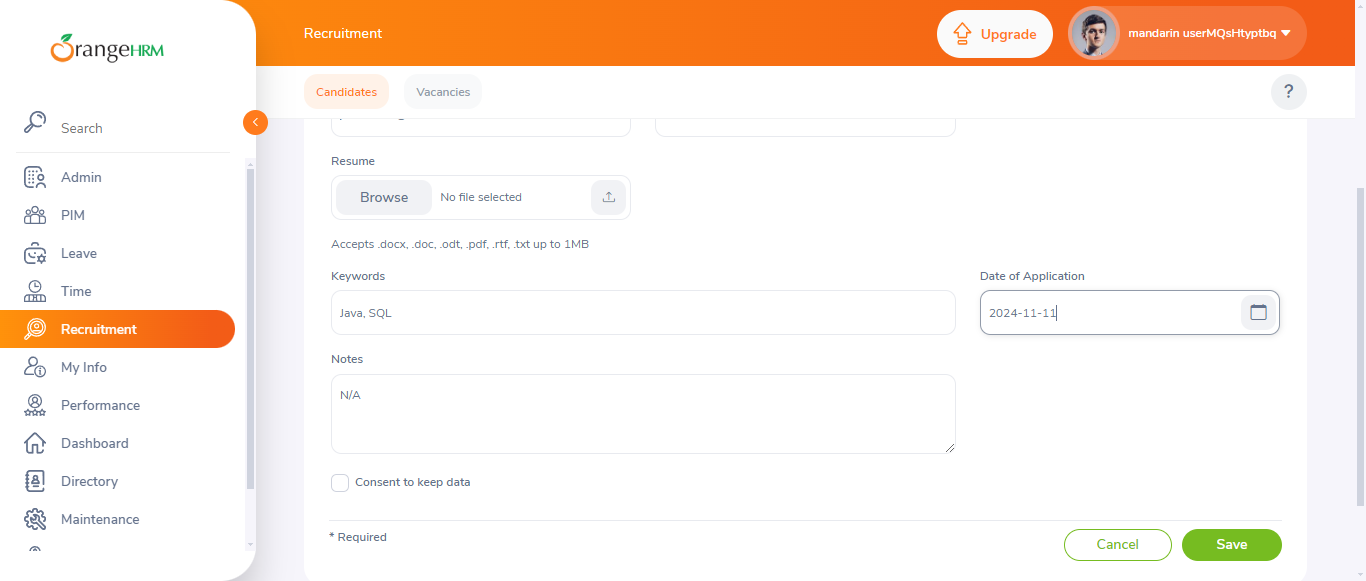 OrangeHRM
Recruitment
Upgrade
mandarin userMQsHtyptbq
Candidates
Vacancies
?
Search
Admin
PIM
Leave
Time
Recruitment
My Info
Performance
Dashboard
Directory
Maintenance
Resume
Browse
No file selected
Accepts .docx, .doc, .odt, .pdf, .rtf, .txt up to 1MB
Keywords
Date of Application
Java, SQL
2024-11-11
Notes
N/A
Consent to keep data
* Required
Cancel
Save